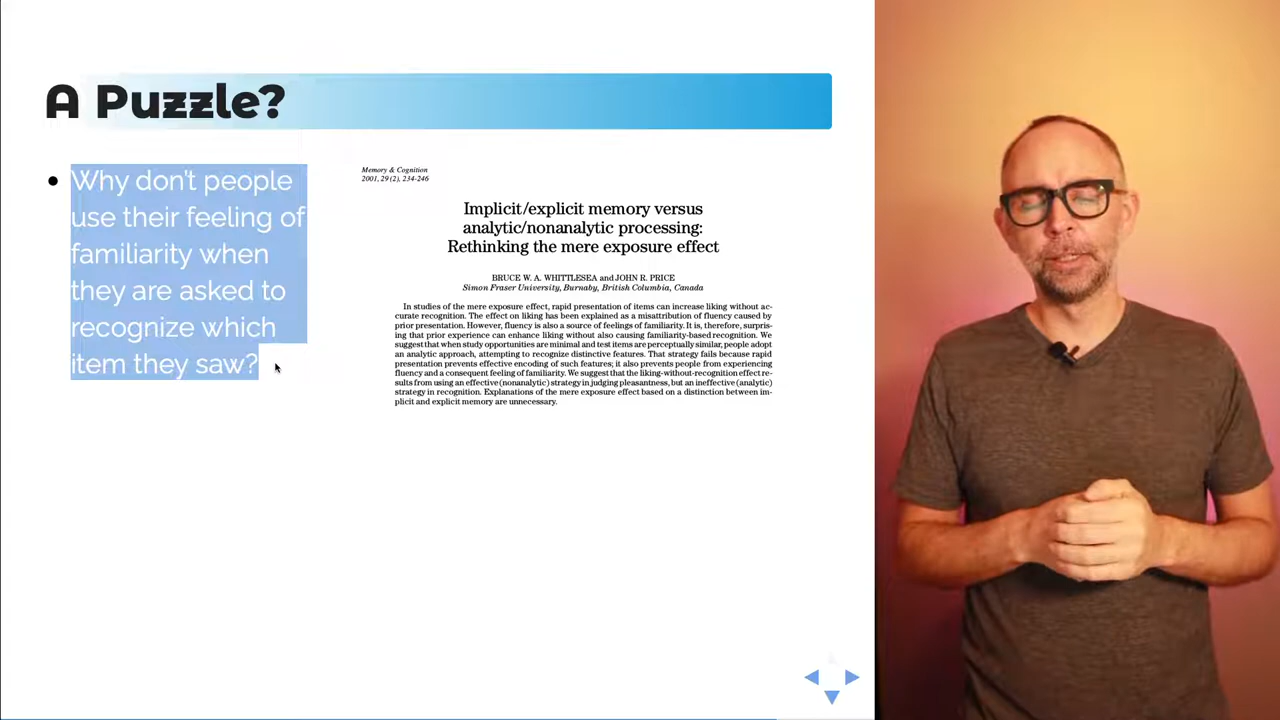 A Puzzle?
Why don't people
use their feeling of
familiarity when
they are asked to
recognize which
item they saw?
Memory & Cognition
2001, 29 (2), 234-246
Implicit/explicit memory versus
analytic/nonanalytic processing:
Rethinking the mere exposure effect
BRUCE W. A. WHITTLESEA and JOHN R. PRICE
Simon Fraser University, Burnaby, British Columbia, Canada
In studies of the mere exposure effect, rapid presentation of items can increase liking without ac-
curate recognition. The effect on liking has been explained as a misattribution of fluency caused by
prior presentation. However, fluency is also a source of feelings of familiarity. It is, therefore, surpris-
ing that prior experience can enhance liking without also causing familiarity-based recognition. We
suggest that when study opportunities are minimal and test items are perceptually similar, people adopt
an analytic approach, attempting to recognize distinctive features. That strategy fails because rapid
presentation prevents effective encoding of such features; it also prevents people from experiencing
fluency and a consequent feeling of familiarity. We suggest that the liking-without-recognition effect re-
sults from using an effective (nonanalytic) strategy in judging pleasantness, but an ineffective (analytic)
strategy in recognition. Explanations of the mere exposure effect based on a distinction between im-
plicit and explicit memory are unnecessary.